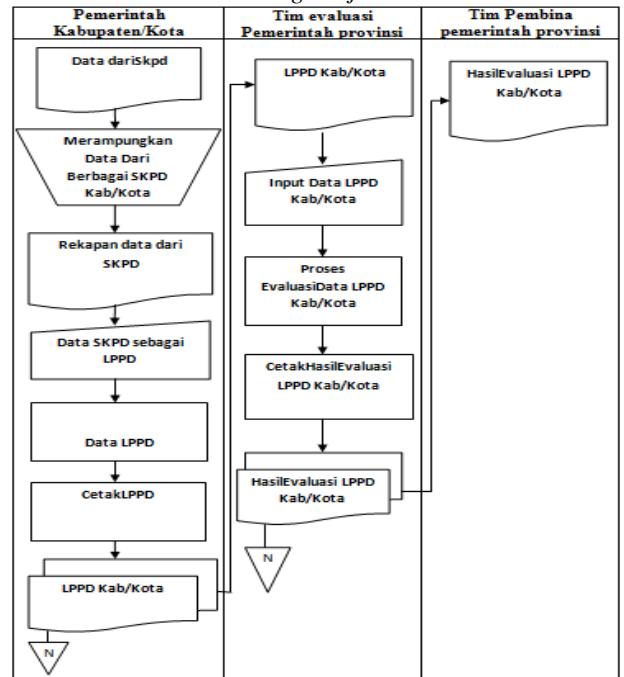 Pemerintah
Kabupaten/Kota
Tim evaluasi
Pemerintah provinsi
Tim Pembina
pemerintah provinsi
Data dariSkpd
Merampungkan
Data Dari
Berbagai SKPD
Kab/Kota
Rekapan data dari
SKPD
Data SKPD sebagai
LPPD
Data LPPD
CetakLPPD
LPPD Kab/Kota
N
LPPD Kab/Kota
Input Data LPPD
Kab/Kota
Proses
EvaluasiData LPPD
Kab/Kota
CetakHasilEvaluasi
LPPD Kab/Kota
HasilEvaluasi LPPD
Kab/Kota
N
HasilEvaluasi LPPD
Kab/Kota